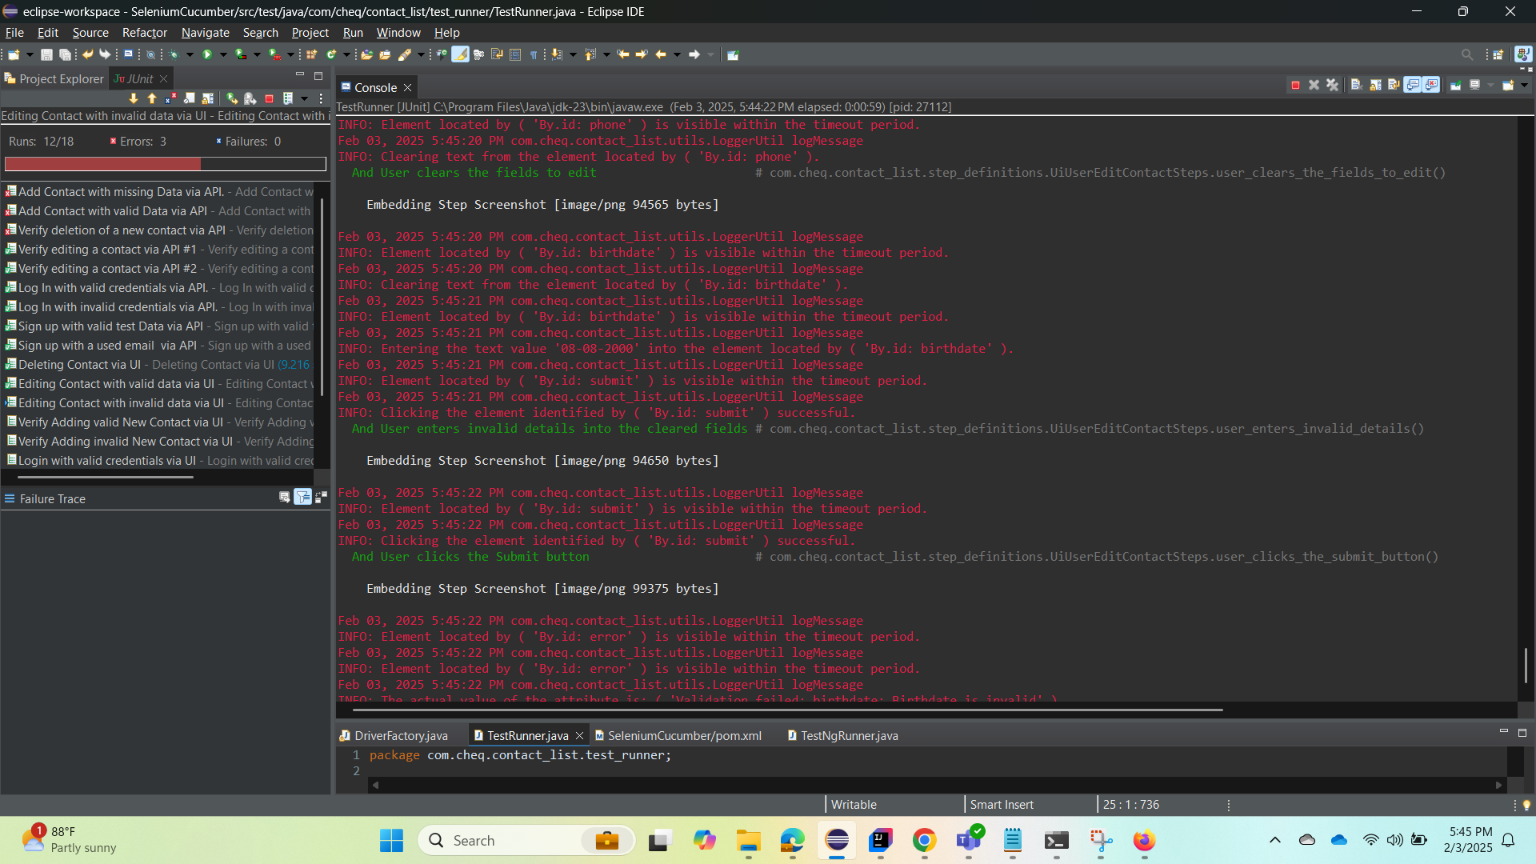 eclipse-workspace - SeleniumCucumber/src/test/java/com/cheq/contact_list/test_runner/TestRunner.java - Eclipse IDE
File Edit Source Refactor Navigate Search Project Run Window Help
Project Explorer JUnit
Console
TestRunner [JUnit] C:\Program Files\Java\jdk-23\bin\javaw.exe (Feb 3, 2025, 5:44:22 PM elapsed: 0:00:59) [pid: 27112]
Editing Contact with invalid data via UI - Editing Contact with i
Runs: 12/18 Errors: 3 Failures: 0
Add Contact with missing Data via API. - Add Contact w
Add Contact with valid Data via API - Add Contact with
Verify deletion of a new contact via API - Verify deletion
Verify editing a contact via API #1 - Verify editing a cont
Verify editing a contact via API #2 - Verify editing a cont
Log In with valid credentials via API. - Log In with valid c
Log In with invalid credentials via API. - Log In with inva
Sign up with valid test Data via API - Sign up with valid
Sign up with a used email via API - Sign up with a used
Deleting Contact via UI - Deleting Contact via UI (9.216
Editing Contact with valid data via UI - Editing Contact
Editing Contact with invalid data via UI - Editing Contac
Verify Adding valid New Contact via UI - Verify Adding v
Verify Adding invalid New Contact via UI - Verify Adding
Login with valid credentials via UI - Login with valid cre
Failure Trace
INFO: Element located by ( 'By.id: phone' ) is visible within the timeout period.
Feb 03, 2025 5:45:20 PM com.cheq.contact_list.utils.LoggerUtil logMessage
INFO: Clearing text from the element located by ( 'By.id: phone' ).
And User clears the fields to edit # com.cheq.contact_list.step_definitions.UiUserEditContactSteps.user_clears_the_fields_to_edit()
Embedding Step Screenshot [image/png 94565 bytes]
Feb 03, 2025 5:45:20 PM com.cheq.contact_list.utils.LoggerUtil logMessage
INFO: Element located by ( 'By.id: birthdate' ) is visible within the timeout period.
Feb 03, 2025 5:45:20 PM com.cheq.contact_list.utils.LoggerUtil logMessage
INFO: Clearing text from the element located by ( 'By.id: birthdate' ).
Feb 03, 2025 5:45:21 PM com.cheq.contact_list.utils.LoggerUtil logMessage
INFO: Element located by ( 'By.id: birthdate' ) is visible within the timeout period.
Feb 03, 2025 5:45:21 PM com.cheq.contact_list.utils.LoggerUtil logMessage
INFO: Entering the text value '08-08-2000' into the element located by ( 'By.id: birthdate' ).
Feb 03, 2025 5:45:21 PM com.cheq.contact_list.utils.LoggerUtil logMessage
INFO: Element located by ( 'By.id: submit' ) is visible within the timeout period.
Feb 03, 2025 5:45:21 PM com.cheq.contact_list.utils.LoggerUtil logMessage
INFO: Clicking the element identified by ( 'By.id: submit' ) successful.
And User enters invalid details into the cleared fields # com.cheq.contact_list.step_definitions.UiUserEditContactSteps.user_enters_invalid_details()
Embedding Step Screenshot [image/png 94650 bytes]
Feb 03, 2025 5:45:22 PM com.cheq.contact_list.utils.LoggerUtil logMessage
INFO: Element located by ( 'By.id: submit' ) is visible within the timeout period.
Feb 03, 2025 5:45:22 PM com.cheq.contact_list.utils.LoggerUtil logMessage
INFO: Clicking the element identified by ( 'By.id: submit' ) successful.
And User clicks the Submit button # com.cheq.contact_list.step_definitions.UiUserEditContactSteps.user_clicks_the_submit_button()
Embedding Step Screenshot [image/png 99375 bytes]
Feb 03, 2025 5:45:22 PM com.cheq.contact_list.utils.LoggerUtil logMessage
INFO: Element located by ( 'By.id: error' ) is visible within the timeout period.
Feb 03, 2025 5:45:22 PM com.cheq.contact_list.utils.LoggerUtil logMessage
INFO: Element located by ( 'By.id: error' ) is visible within the timeout period.
Feb 03, 2025 5:45:22 PM com.cheq.contact_list.utils.LoggerUtil logMessage
INFO: The actual value of the attribute is: ( 'Validation failed: birthdate: Birthdate is invalid' )
DriverFactory.java TestRunner.java SeleniumCucumber/pom.xml TestNgRunner.java
1 package com.cheq.contact_list.test_runner;
2
Writable Smart Insert 25 : 1 : 736
1 88°F
Partly sunny
Search
5:45 PM
2/3/2025